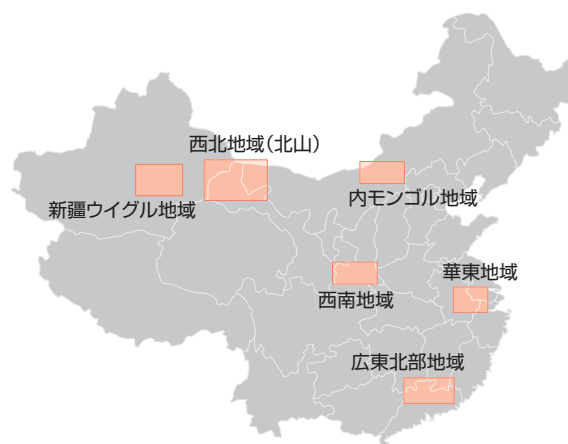 西北地域（北山）
新疆ウイグル地域
内モンゴル地域
華東地域
西南地域
広東北部地域